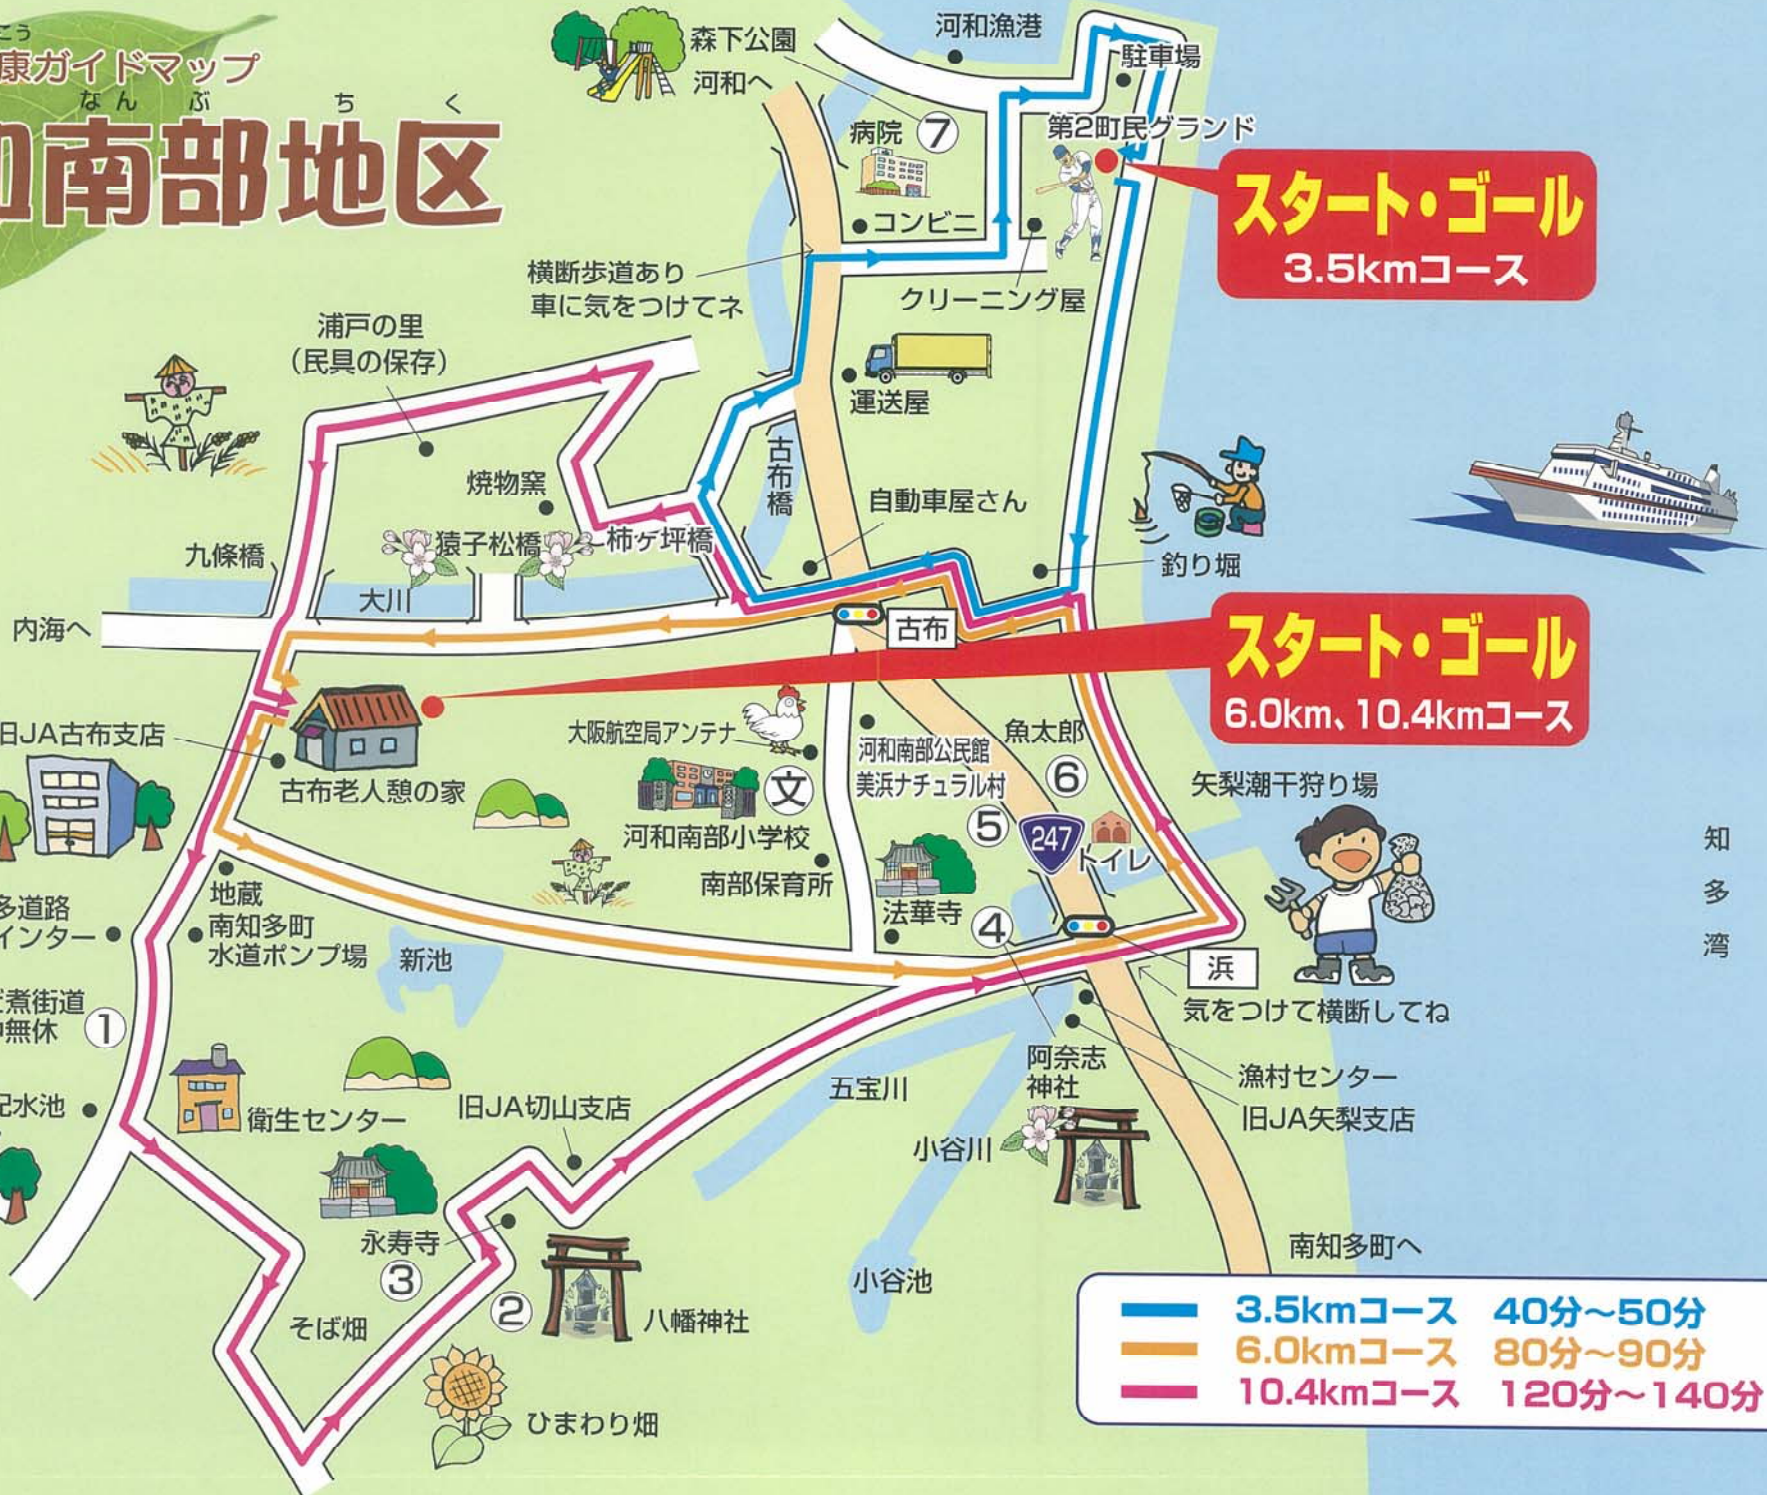 こう
康ガイドマップ
なんぶちく
和南部地区
森下公園
河和へ
⑦
河和漁港
駐車場
第2町民グランド
病院
コンビニ
クリーニング屋
スタート・ゴール
3.5kmコース
横断歩道あり
車に気をつけてネ
浦戸の里
(民具の保存)
運送屋
古布橋
焼物窯
自動車屋さん
猿子松橋
柿ヶ坪橋
九條橋
釣り堀
大川
内海へ
古布
スタート・ゴール
6.0km、10.4kmコース
旧JA古布支店
古布老人憩の家
大阪航空局アンテナ
文
河和南部小学校
南部保育所
河和南部公民館
美浜ナチュラル村
⑤
魚太郎
⑥
247
トイレ
矢梨潮干狩り場
知多湾
法華寺
④
地蔵
南知多町
水道ポンプ場
多道路
インター
新池
浜
気をつけて横断してね
煮街道
無休
①
配水池
衛生センター
旧JA切山支店
五宝川
阿奈志
神社
漁村センター
旧JA矢梨支店
小谷川
小谷池
永寿寺
③
②
八幡神社
そば畑
ひまわり畑
南知多町へ
3.5kmコース 40分～50分
6.0kmコース 80分～90分
10.4kmコース 120分～140分